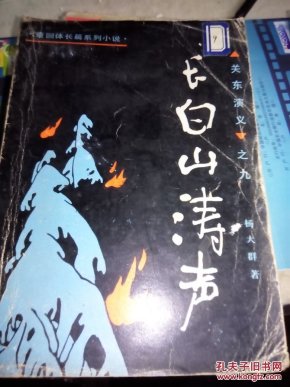 ·章回体长篇系列小说·
关东演义之九
长白山涛声
杨大群著
孔夫子旧书网